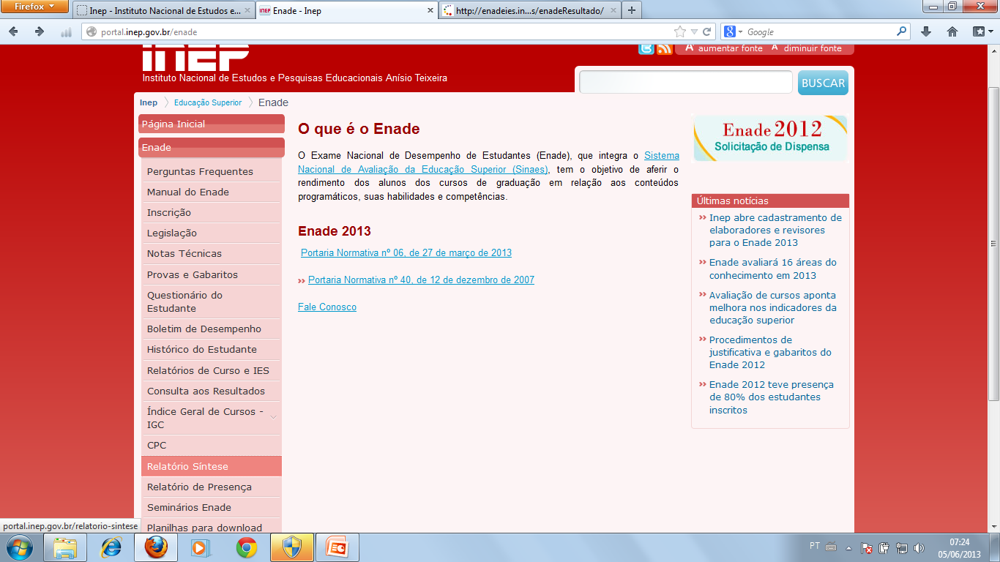 Firefox
Inep - Instituto Nacional de Estudos e...
Enade - Inep
http://enadeies.in...s/enadeResultado/
portal.inep.gov.br/enade
Google
inep
Instituto Nacional de Estudos e Pesquisas Educacionais Anísio Teixeira
A aumentar fonte
A diminuir fonte
BUSCAR
Inep
Educação Superior
Enade
Página Inicial
Enade
Perguntas Frequentes
Manual do Enade
Inscrição
Legislação
Notas Técnicas
Provas e Gabaritos
Questionário do
Estudante
Boletim de Desempenho
Histórico do Estudante
Relatórios de Curso e IES
Consulta aos Resultados
Índice Geral de Cursos -
IGC
CPC
Relatório Síntese
Relatório de Presença
Seminários Enade
Planilhas para download
O que é o Enade
O Exame Nacional de Desempenho de Estudantes (Enade), que integra o Sistema
Nacional de Avaliação da Educação Superior (Sinaes), tem o objetivo de aferir o
rendimento dos alunos dos cursos de graduação em relação aos conteúdos
programáticos, suas habilidades e competências.
Enade 2013
Portaria Normativa nº 06, de 27 de março de 2013
Portaria Normativa nº 40, de 12 de dezembro de 2007
Fale Conosco
Enade 2012
Solicitação de Dispensa
Últimas notícias
Inep abre cadastramento de
elaboradores e revisores
para o Enade 2013
Enade avaliará 16 áreas do
conhecimento em 2013
Avaliação de cursos aponta
melhora nos indicadores da
educação superior
Procedimentos de
justificativa e gabaritos do
Enade 2012
Enade 2012 teve presença
de 80% dos estudantes
inscritos
portal.inep.gov.br/relatorio-sintese
PT
07:24
05/06/2013